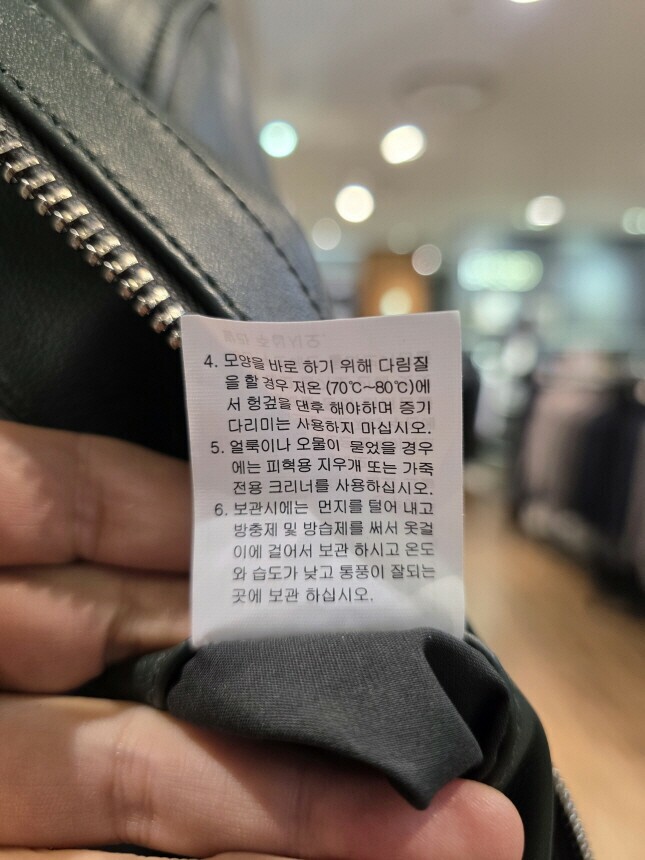 4. 모양을 바로 하기 위해 다림질
을 할 경우 저온 (70℃~80℃)에
서 헝겊을 댄후 해야하며 증기
다리미는 사용하지 마십시오.
5. 얼룩이나 오물이 묻었을 경우
에는 피혁용 지우개 또는 가죽
전용 크리너를 사용하십시오.
6. 보관시에는 먼지를 털어 내고
방충제 및 방습제를 써서 옷걸
이에 걸어서 보관 하시고 온도
와 습도가 낮고 통풍이 잘되는
곳에 보관 하십시오.